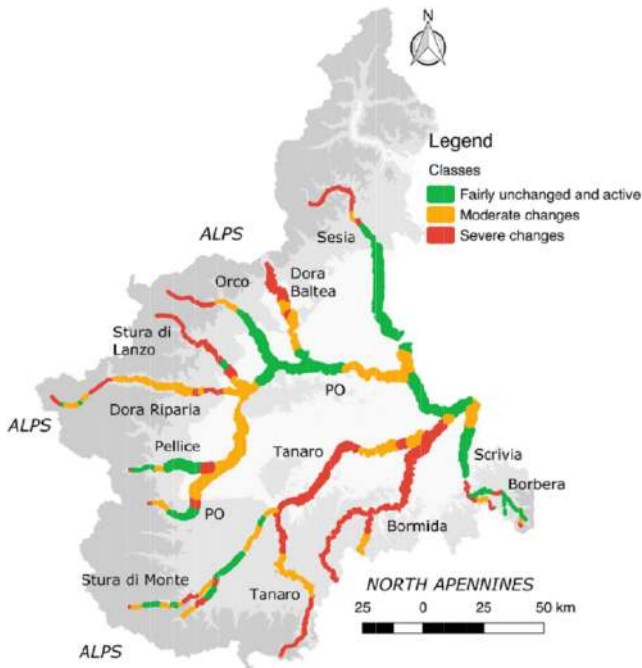 N
Legend
Classes
Fairly unchanged and active
Moderate changes
Severe changes
Sesia
ALPS
Orco
Dora
Baltea
Stura di
Lanzo
PO
Dora Riparia
ALPS
Pellice
Tanaro
Scrivia
Borbera
PO
Bormida
Stura di Monte
Tanaro
NORTH APENNINES
25 0 25 50 km
ALPS